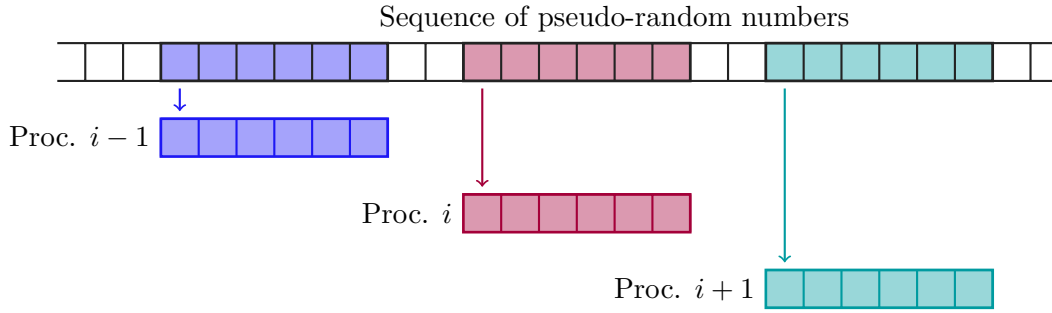 Sequence of pseudo-random numbers
Proc. i − 1
Proc. i
Proc. i + 1